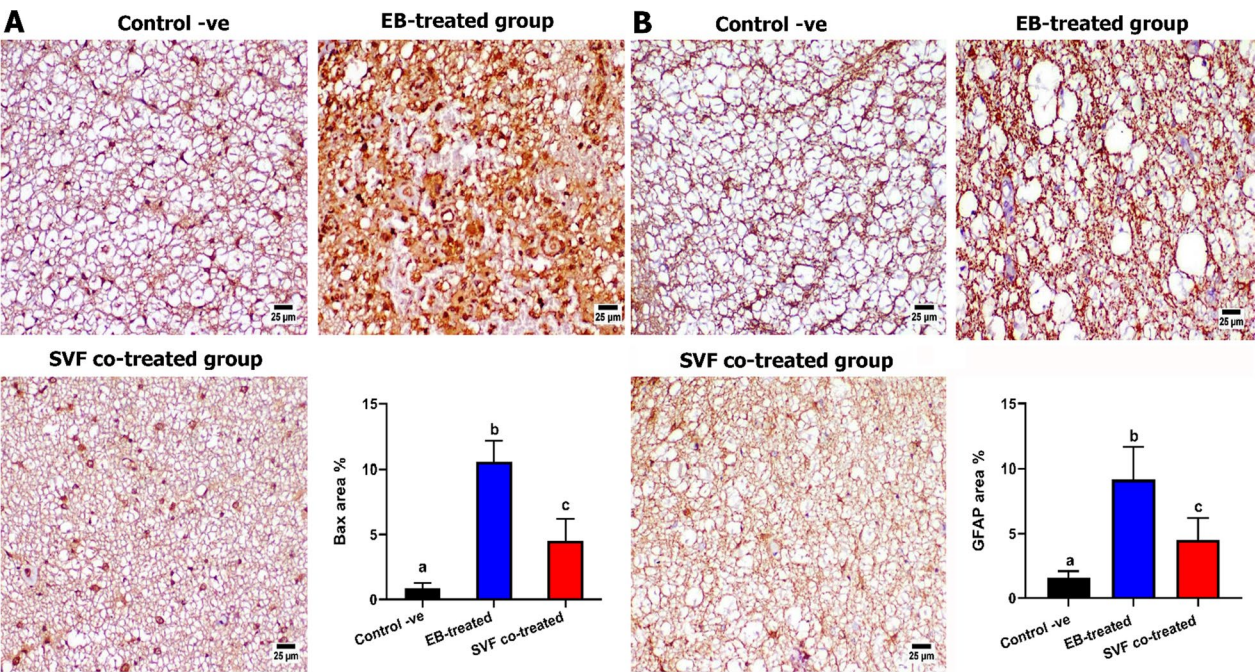 A
Control -ve
EB-treated group
B
Control -ve
EB-treated group
25 µm
25 µm
25 µm
25 µm
SVF co-treated group
SVF co-treated group
15
10
5
0
Bax area %
a
b
c
Control -ve
EB-treated
SVF co-treated
25 µm
15
10
5
0
GFAP area %
a
b
c
Control -ve
EB-treated
SVF co-treated
25 µm